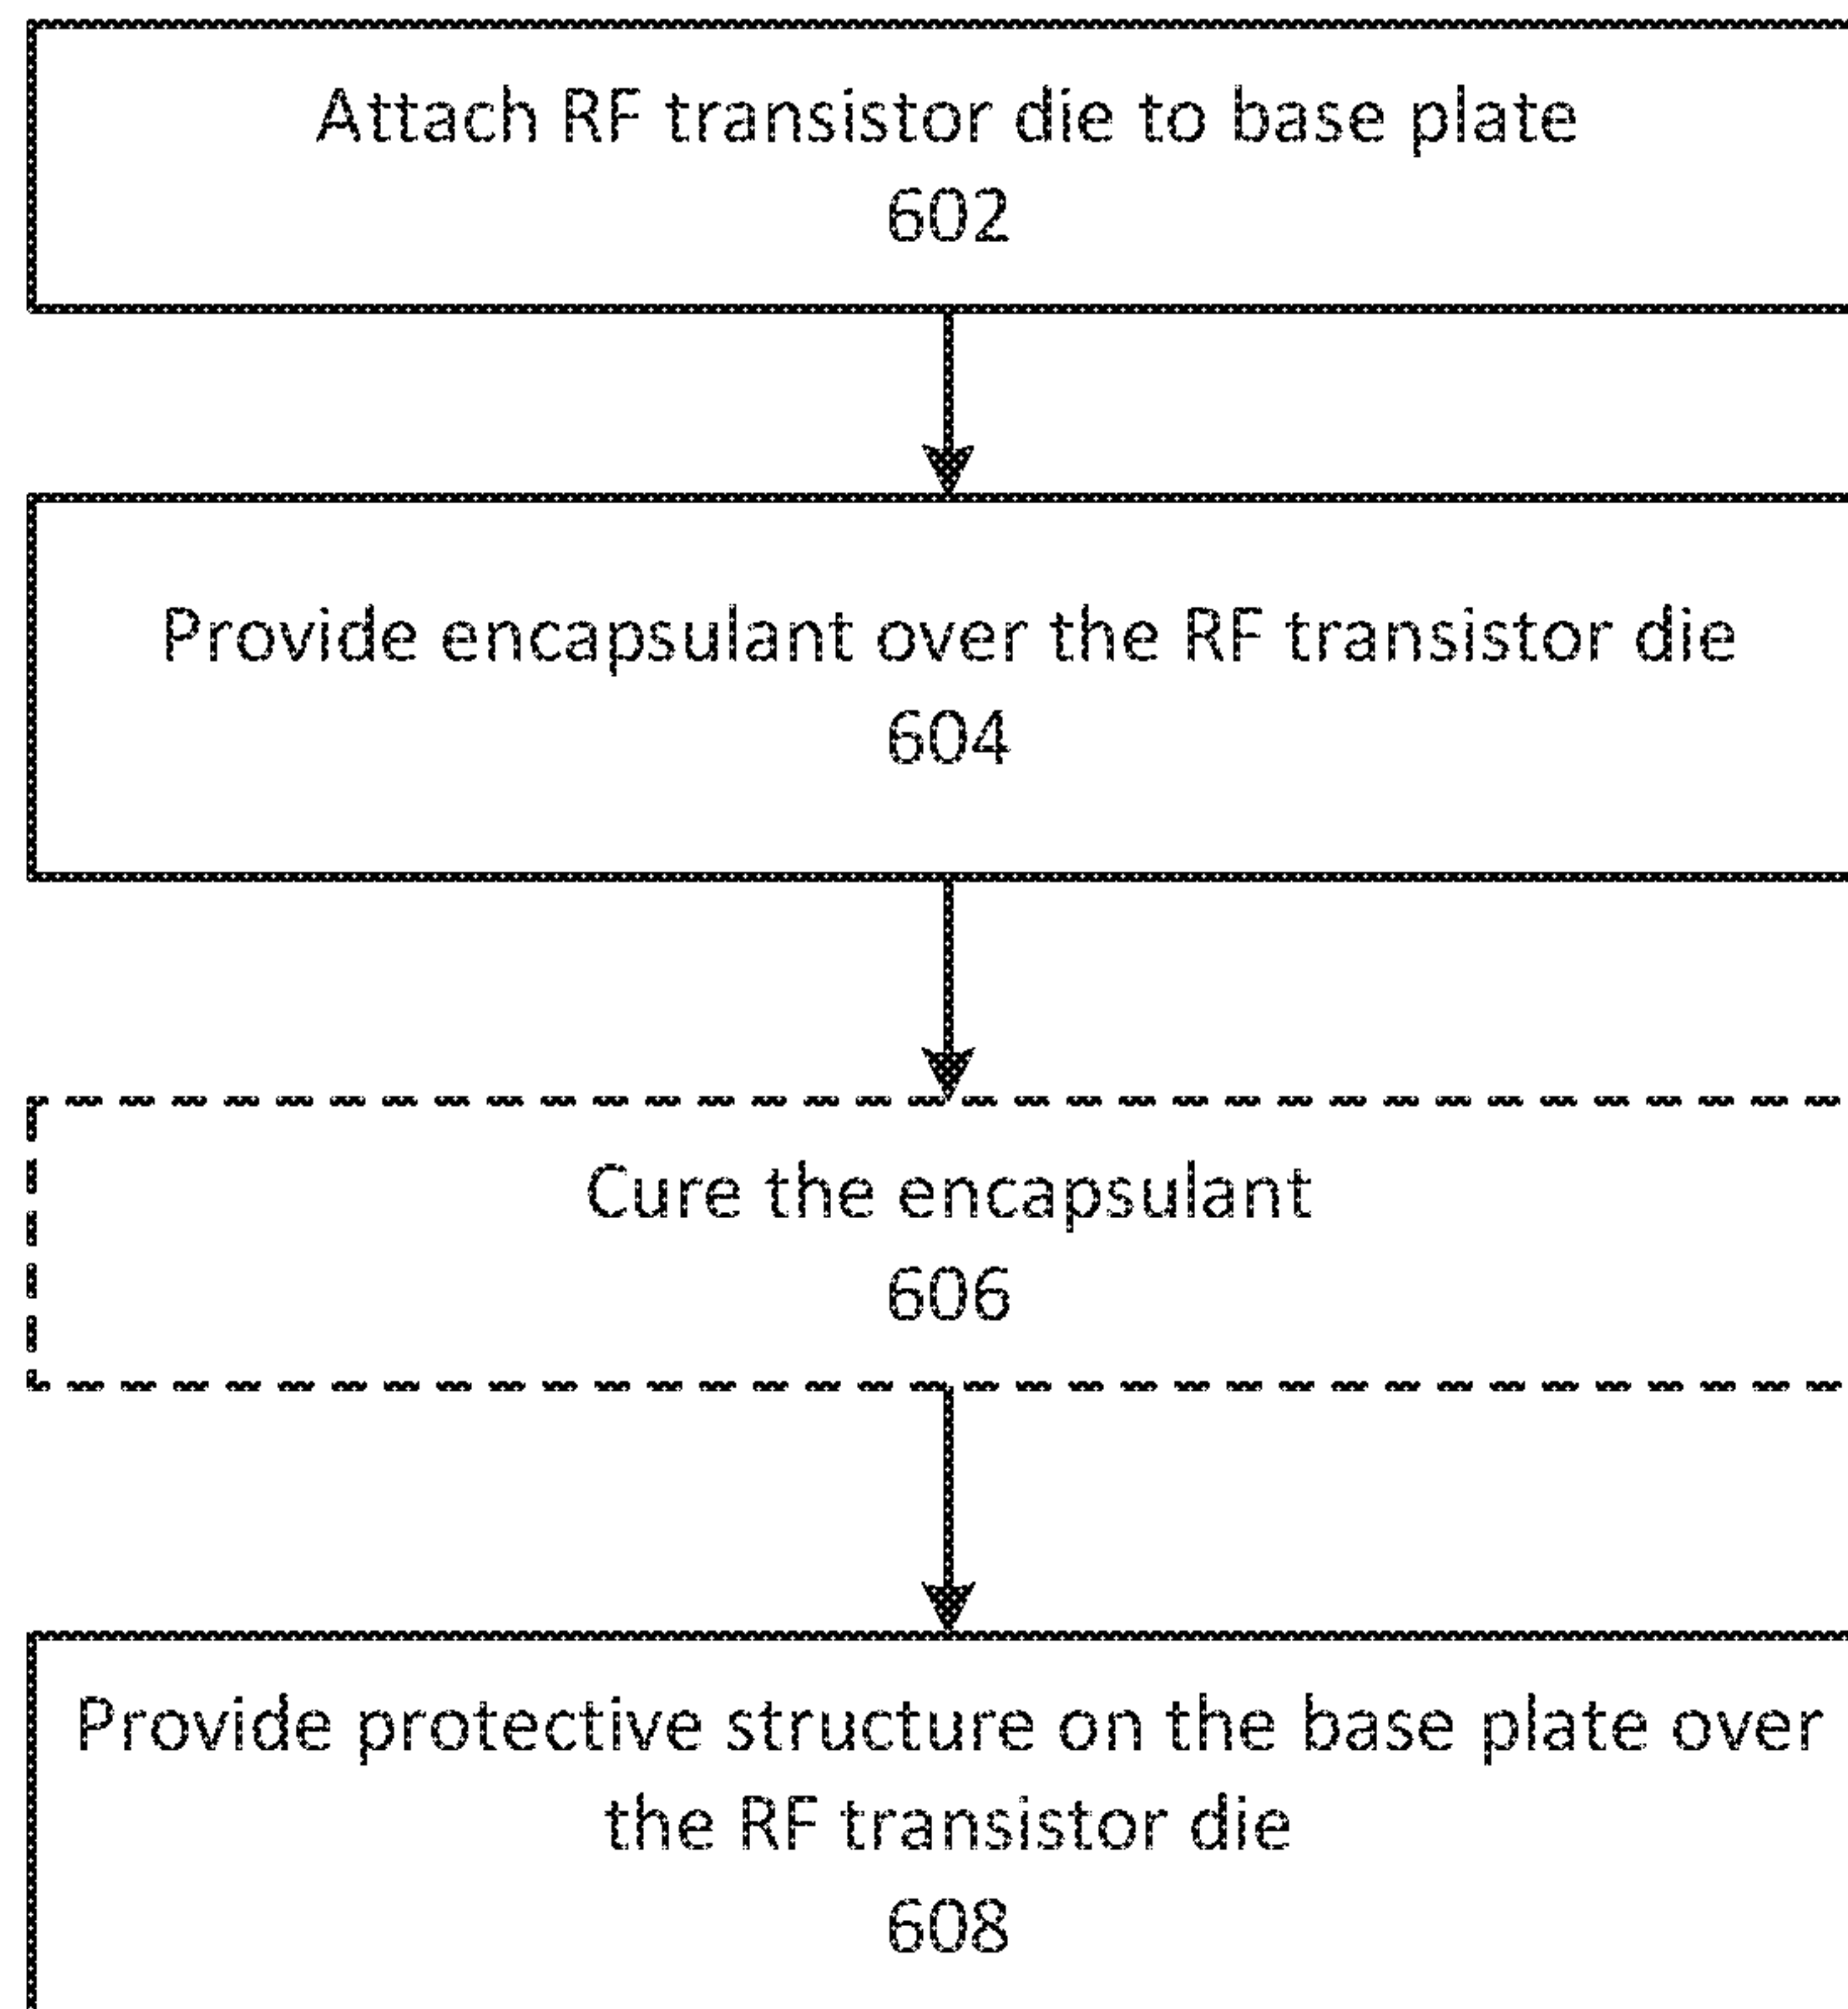 Attach RF transistor die to base plate
602
Provide encapsulant over the RF transistor die
604
Cure the encapsulant
606
Provide protective structure on the base plate over
the RF transistor die
608